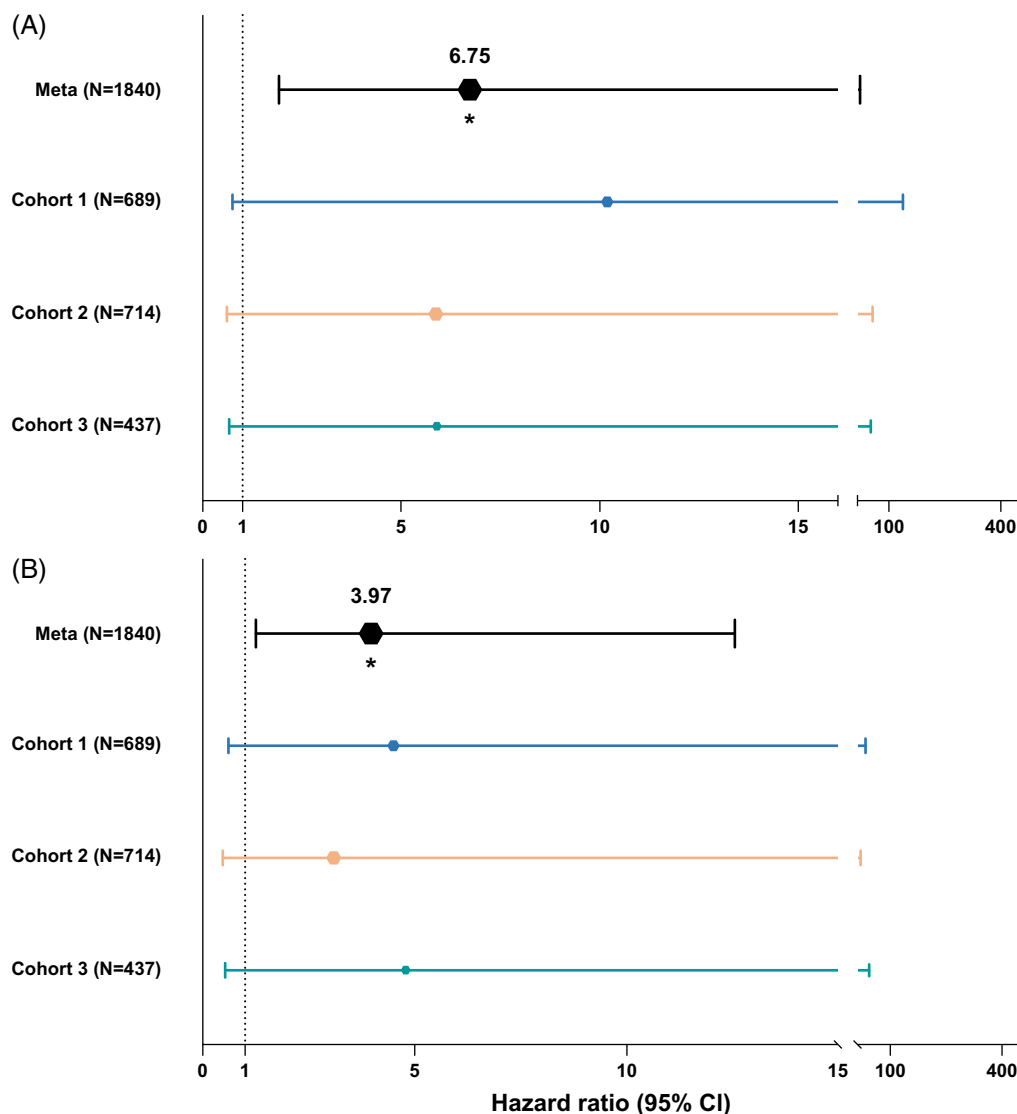 (A)
6.75
Meta (N=1840)
*
Cohort 1 (N=689)
Cohort 2 (N=714)
Cohort 3 (N=437)
0 1 5 10 15 100 400
(B)
3.97
Meta (N=1840)
*
Cohort 1 (N=689)
Cohort 2 (N=714)
Cohort 3 (N=437)
0 1 5 10 15 100 400
Hazard ratio (95% CI)